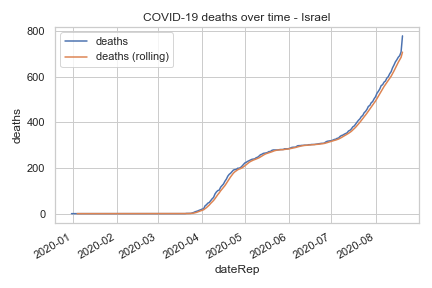 COVID-19 deaths over time - Israel
deaths
deaths (rolling)
800
600
400
200
0
deaths
2020-01
2020-02
2020-03
2020-04
2020-05
2020-06
2020-07
2020-08
dateRep